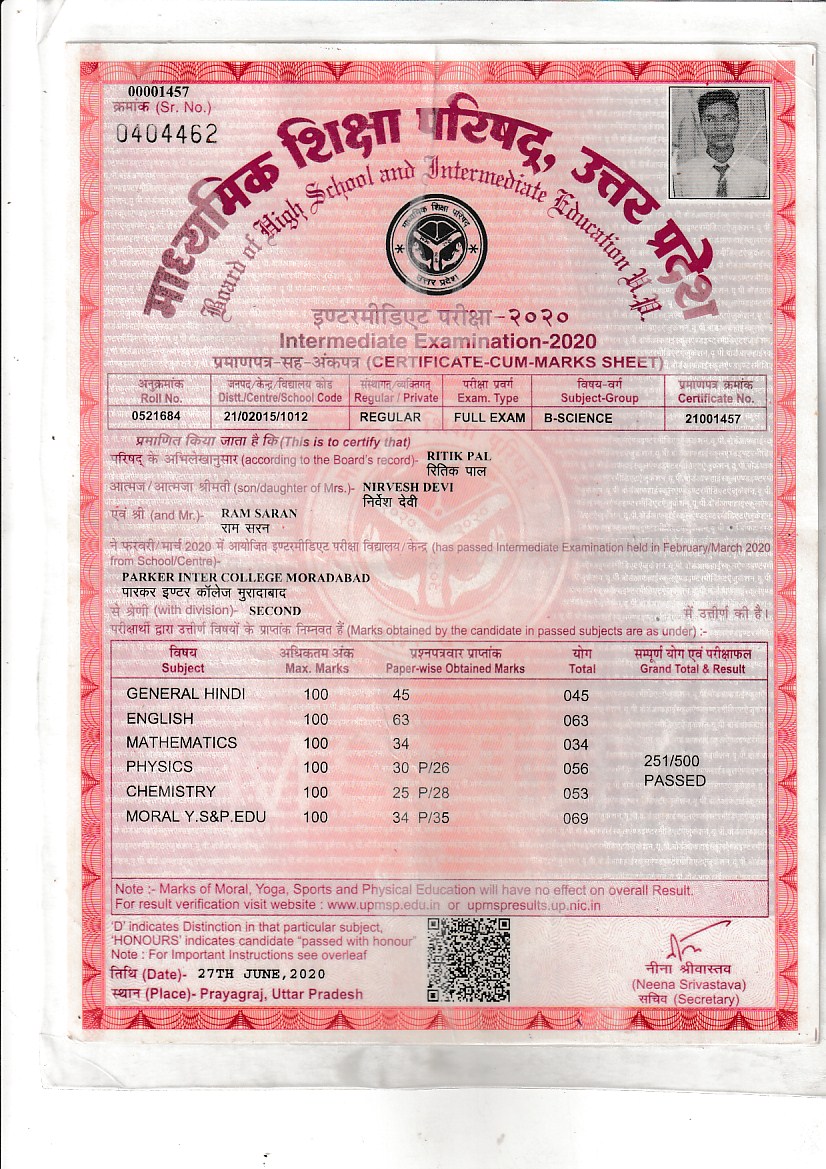 00001457
क्रमांक (Sr. No.)
0404462
माध्यमिक शिक्षा परिषद्, उत्तर प्रदेश
Board of High School and Intermediate Education U.P.
माध्यमिक शिक्षा परिषद
उत्तर प्रदेश
इण्टरमीडिएट परीक्षा-२०२०
Intermediate Examination-2020
प्रमाणपत्र-सह-अंकपत्र (CERTIFICATE-CUM-MARKS SHEET)
अनुक्रमांक जनपद/केन्द्र/विद्यालय कोड संस्थागत/व्यक्तिगत परीक्षा प्रवर्ग विषय-वर्ग प्रमाणपत्र क्रमांक
Roll No. Distt./Centre/School Code Regular / Private Exam. Type Subject-Group Certificate No.
0521684 21/02015/1012 REGULAR FULL EXAM B-SCIENCE 21001457
प्रमाणित किया जाता है कि (This is to certify that)
परिषद् के अभिलेखानुसार (according to the Board's record)- RITIK PAL
रितिक पाल
आत्मज/आत्मजा श्रीमती (son/daughter of Mrs.)- NIRVESH DEVI
निर्वेश देवी
एवं श्री (and Mr.)- RAM SARAN
राम सरन
ने फरवरी/मार्च 2020 में आयोजित इण्टरमीडिएट परीक्षा विद्यालय/केन्द्र (has passed Intermediate Examination held in February/March 2020
from School/Centre)-
PARKER INTER COLLEGE MORADABAD
पारकर इण्टर कॉलेज मुरादाबाद
से श्रेणी (with division)- SECOND में उत्तीर्ण की है।
परीक्षार्थी द्वारा उत्तीर्ण विषयों के प्राप्तांक निम्नवत हैं (Marks obtained by the candidate in passed subjects are as under) :-
विषय अधिकतम अंक प्रश्नपत्रवार प्राप्तांक योग सम्पूर्ण योग एवं परीक्षाफल
Subject Max. Marks Paper-wise Obtained Marks Total Grand Total & Result
GENERAL HINDI 100 45 045
ENGLISH 100 63 063
MATHEMATICS 100 34 034
PHYSICS 100 30 P/26 056 251/500
PASSED
CHEMISTRY 100 25 P/28 053
MORAL Y.S&P.EDU 100 34 P/35 069
Note :- Marks of Moral, Yoga, Sports and Physical Education will have no effect on overall Result.
For result verification visit website : www.upmsp.edu.in or upmspresults.up.nic.in
'D' indicates Distinction in that particular subject,
'HONOURS' indicates candidate "passed with honour"
Note : For Important Instructions see overleaf
तिथि (Date)- 27TH JUNE,2020
स्थान (Place)- Prayagraj, Uttar Pradesh
नीना श्रीवास्तव
(Neena Srivastava)
सचिव (Secretary)